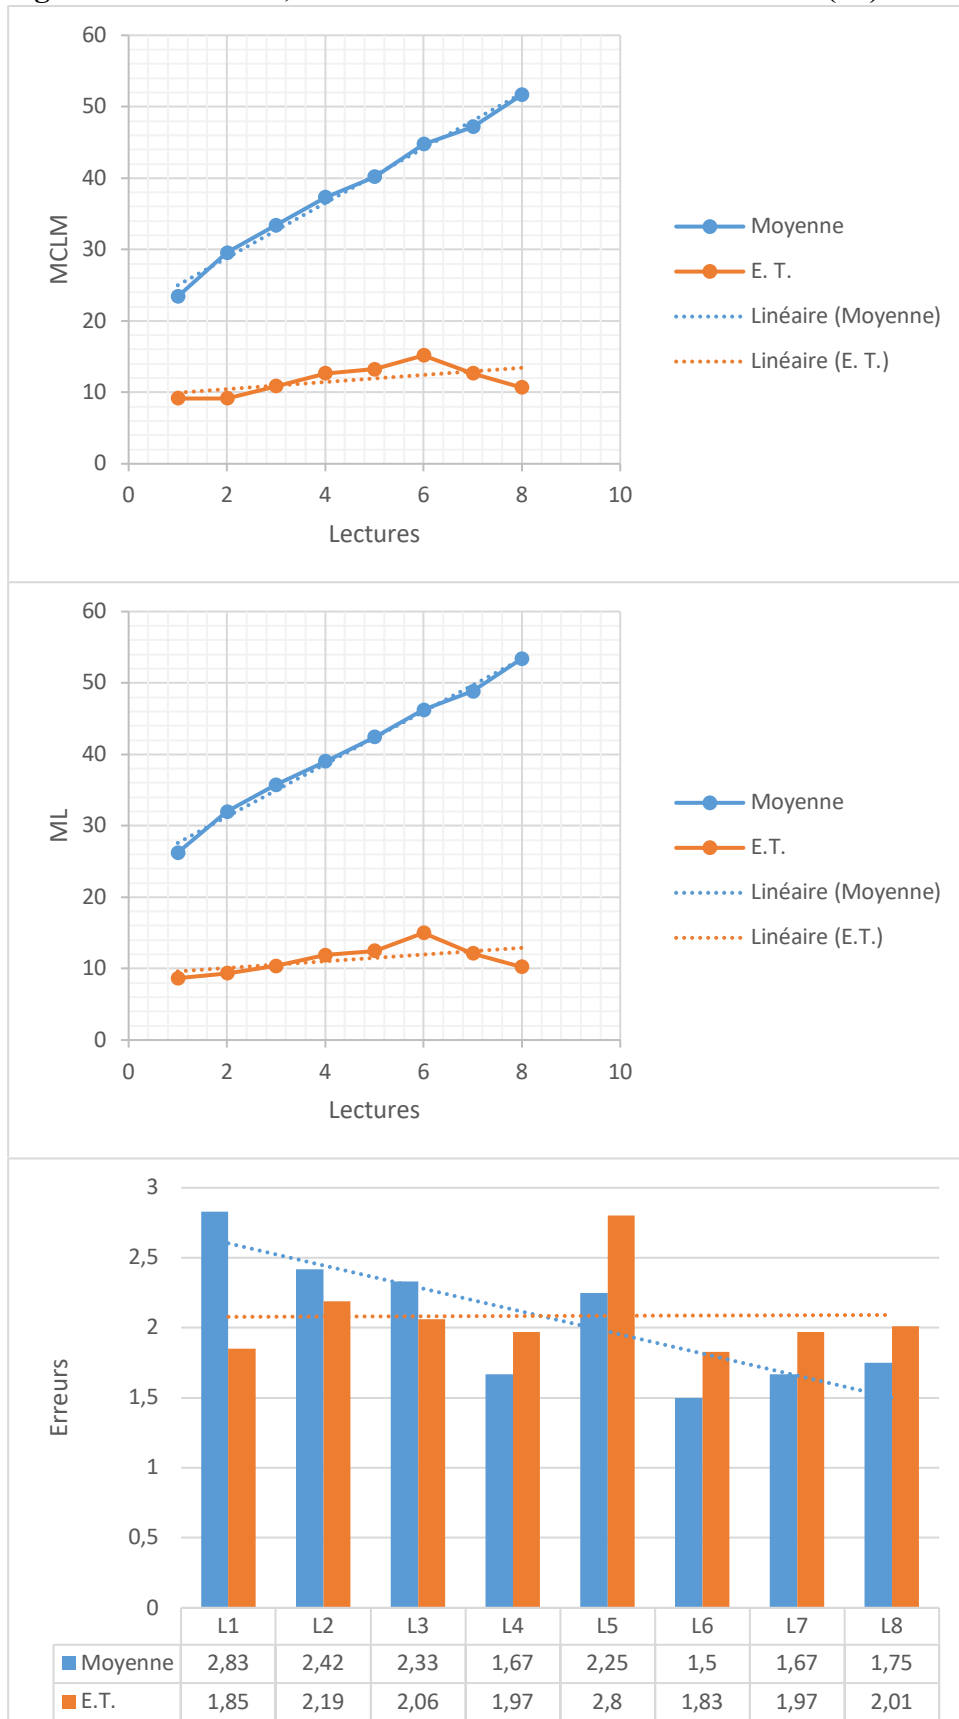 60
50
40
30
20
10
0
MCLM
0 2 4 6 8 10
Lectures
Moyenne
E. T.
Linéaire (Moyenne)
Linéaire (E. T.)
60
50
40
30
20
10
0
ML
0 2 4 6 8 10
Lectures
Moyenne
E.T.
Linéaire (Moyenne)
Linéaire (E.T.)
3
2,5
2
1,5
1
0,5
0
Erreurs
L1 L2 L3 L4 L5 L6 L7 L8
Moyenne 2,83 2,42 2,33 1,67 2,25 1,5 1,67 1,75
E.T. 1,85 2,19 2,06 1,97 2,8 1,83 1,97 2,01